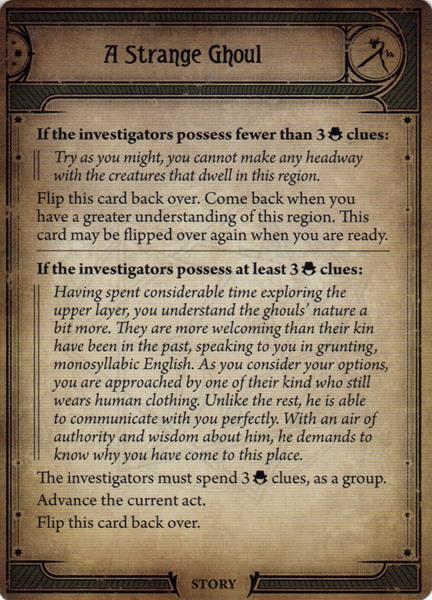 A Strange Ghoul
If the investigators possess fewer than 3 clues:
Try as you might, you cannot make any headway
with the creatures that dwell in this region.
Flip this card back over. Come back when you
have a greater understanding of this region. This
card may be flipped over again when you are ready.
If the investigators possess at least 3 clues:
Having spent considerable time exploring the
upper layer, you understand the ghouls' nature a
bit more. They are more welcoming than their kin
have been in the past, speaking to you in grunting,
monosyllabic English. As you consider your options,
you are approached by one of their kind who still
wears human clothing. Unlike the rest, he is able
to communicate with you perfectly. With an air of
authority and wisdom about him, he demands to
know why you have come to this place.
The investigators must spend 3 clues, as a group.
Advance the current act.
Flip this card back over.
STORY